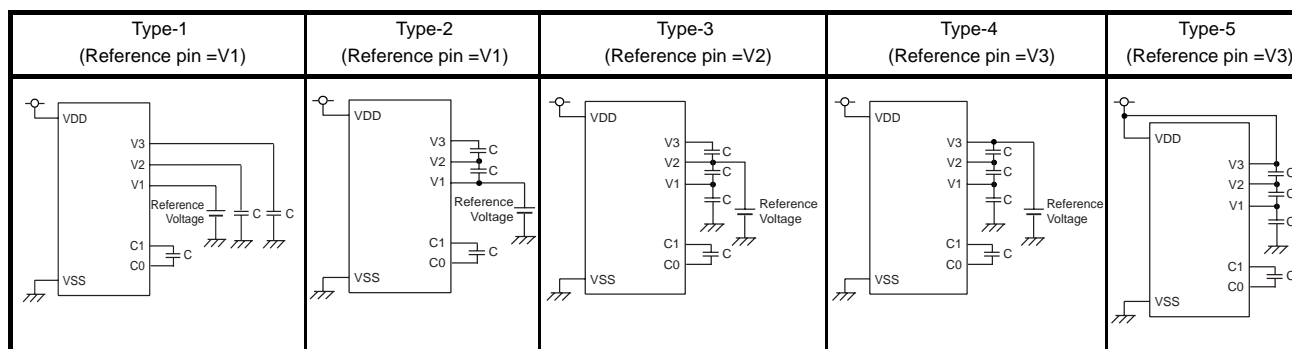 Type-1
(Reference pin =V1)
Type-2
(Reference pin =V1)
Type-3
(Reference pin =V2)
Type-4
(Reference pin =V3)
Type-5
(Reference pin =V3)
VDD
V3
V2
V1
Reference
Voltage
C
C
C1
C
C0
VSS
VDD
V3
C
V2
C
V1
Reference
Voltage
C1
C
C0
VSS
VDD
V3
C
V2
C
V1
C
Reference
Voltage
C1
C
C0
VSS
VDD
V3
C
V2
C
V1
C
Reference
Voltage
C1
C
C0
VSS
VDD
V3
C
V2
C
V1
C
C1
C
C0
VSS